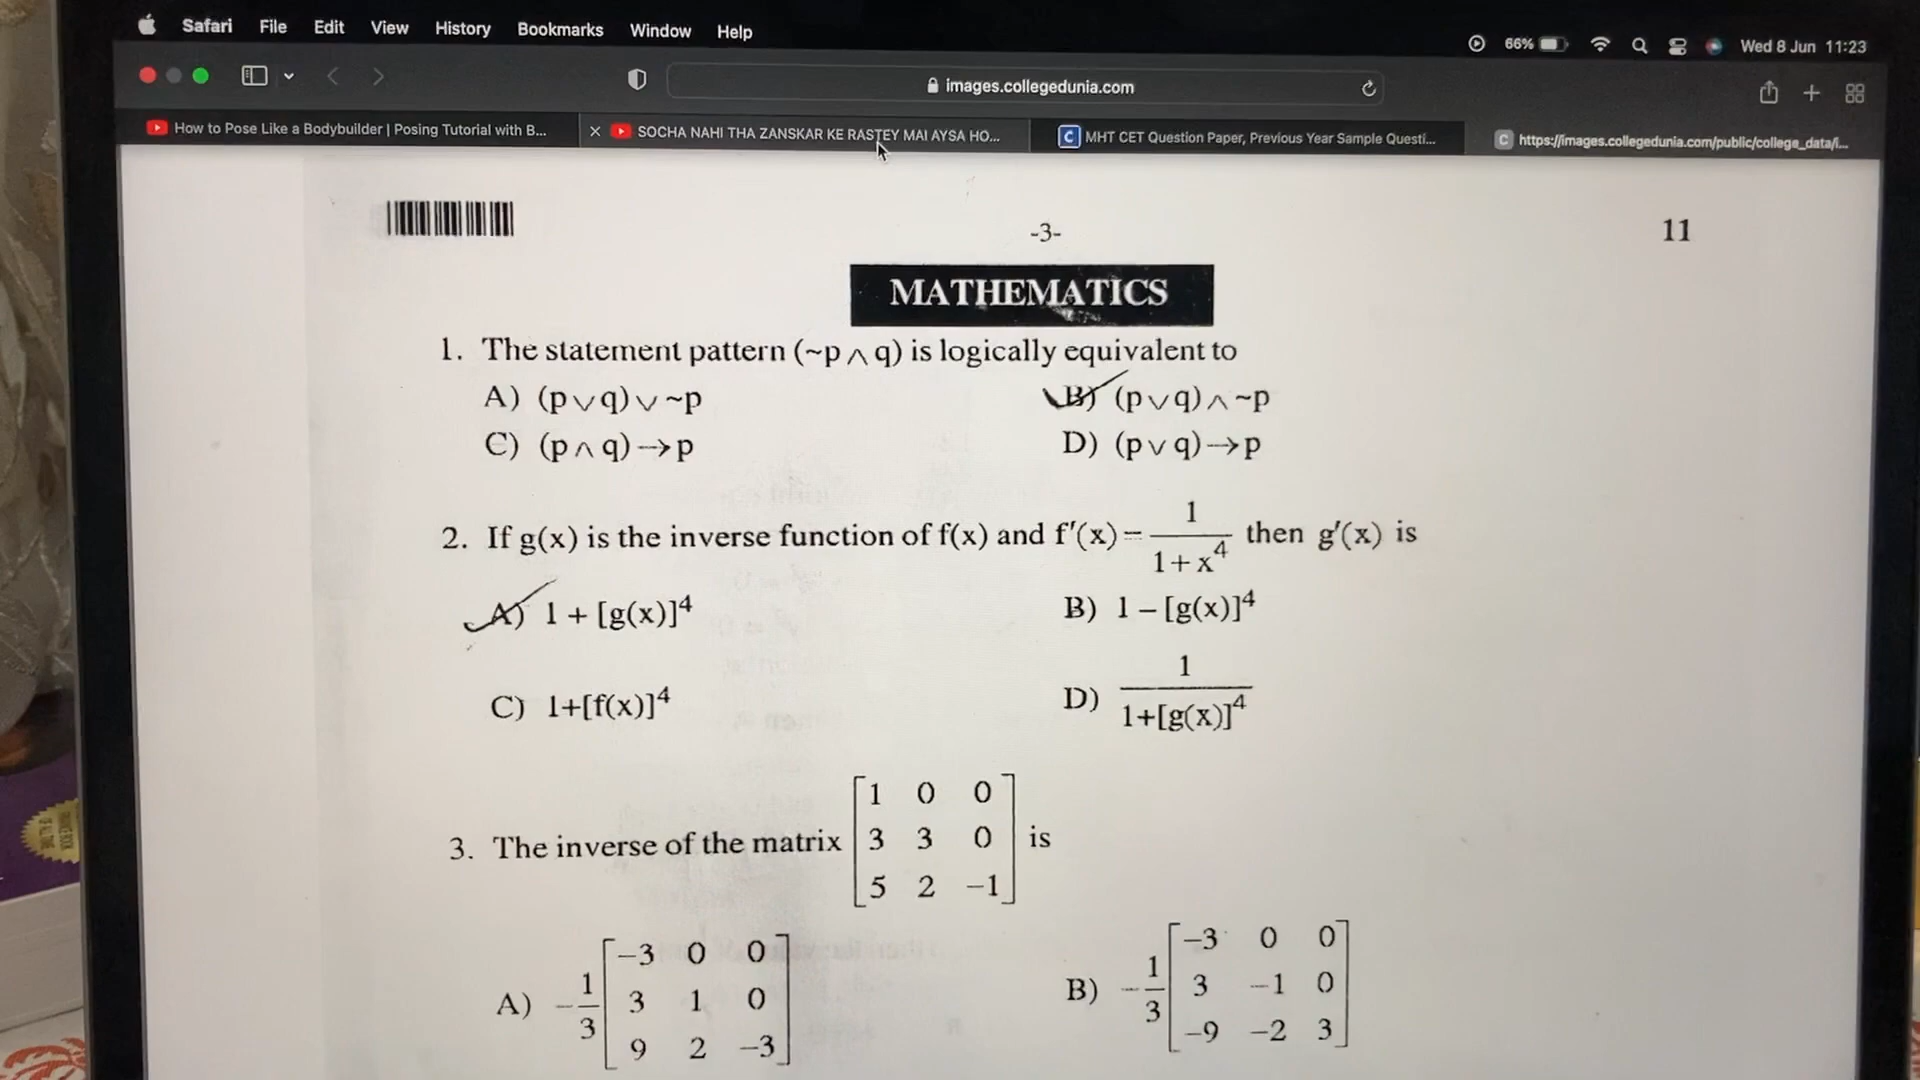 Safari File Edit View History Bookmarks Window Help
66% Wed 8 Jun 11:23
images.collegedunia.com
How to Pose Like a Bodybuilder | Posing Tutorial with B...
SOCHA NAHI THA ZANSKAR KE RASTEY MAI AYSA HO...
C MHT CET Question Paper, Previous Year Sample Questi...
C https://images.collegedunia.com/public/college_data/i...
-3-
11
MATHEMATICS
1. The statement pattern (~p∧q) is logically equivalent to
A) (p∨q)∨~p
B) (p∨q)∧~p
C) (p∧q)→p
D) (p∨q)→p
2. If g(x) is the inverse function of f(x) and f'(x)− 1/(1+x⁴) then g'(x) is
A) 1 + [g(x)]⁴
B) 1 – [g(x)]⁴
C) 1+[f(x)]⁴
D) 1/(1+[g(x)]⁴)
3. The inverse of the matrix
1 0 0
3 3 0
5 2 −1
is
A) −1/3
−3 0 0
3 1 0
9 2 −3
B) −1/3
−3 0 0
3 −1 0
−9 −2 3